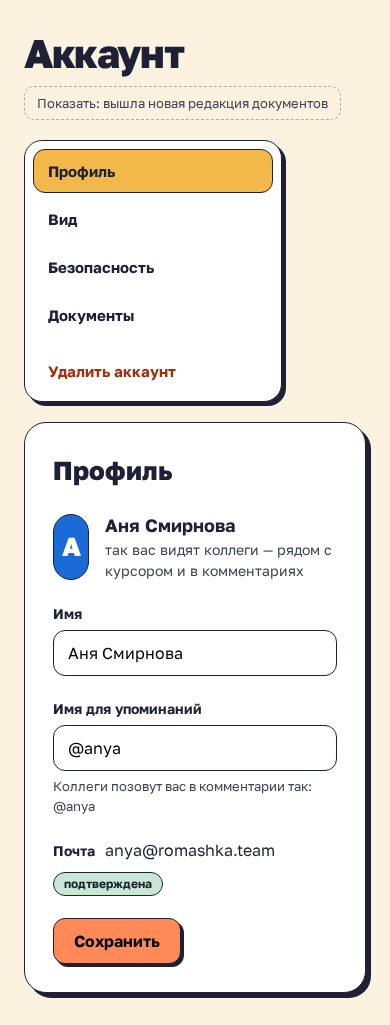 Аккаунт
Показать: вышла новая редакция документов
Профиль
Вид
Безопасность
Документы
Удалить аккаунт
Профиль
А
Аня Смирнова
так вас видят коллеги — рядом с
курсором и в комментариях
Имя
Аня Смирнова
Имя для упоминаний
@anya
Коллеги позовут вас в комментарии так:
@anya
Почта anya@romashka.team
подтверждена
Сохранить